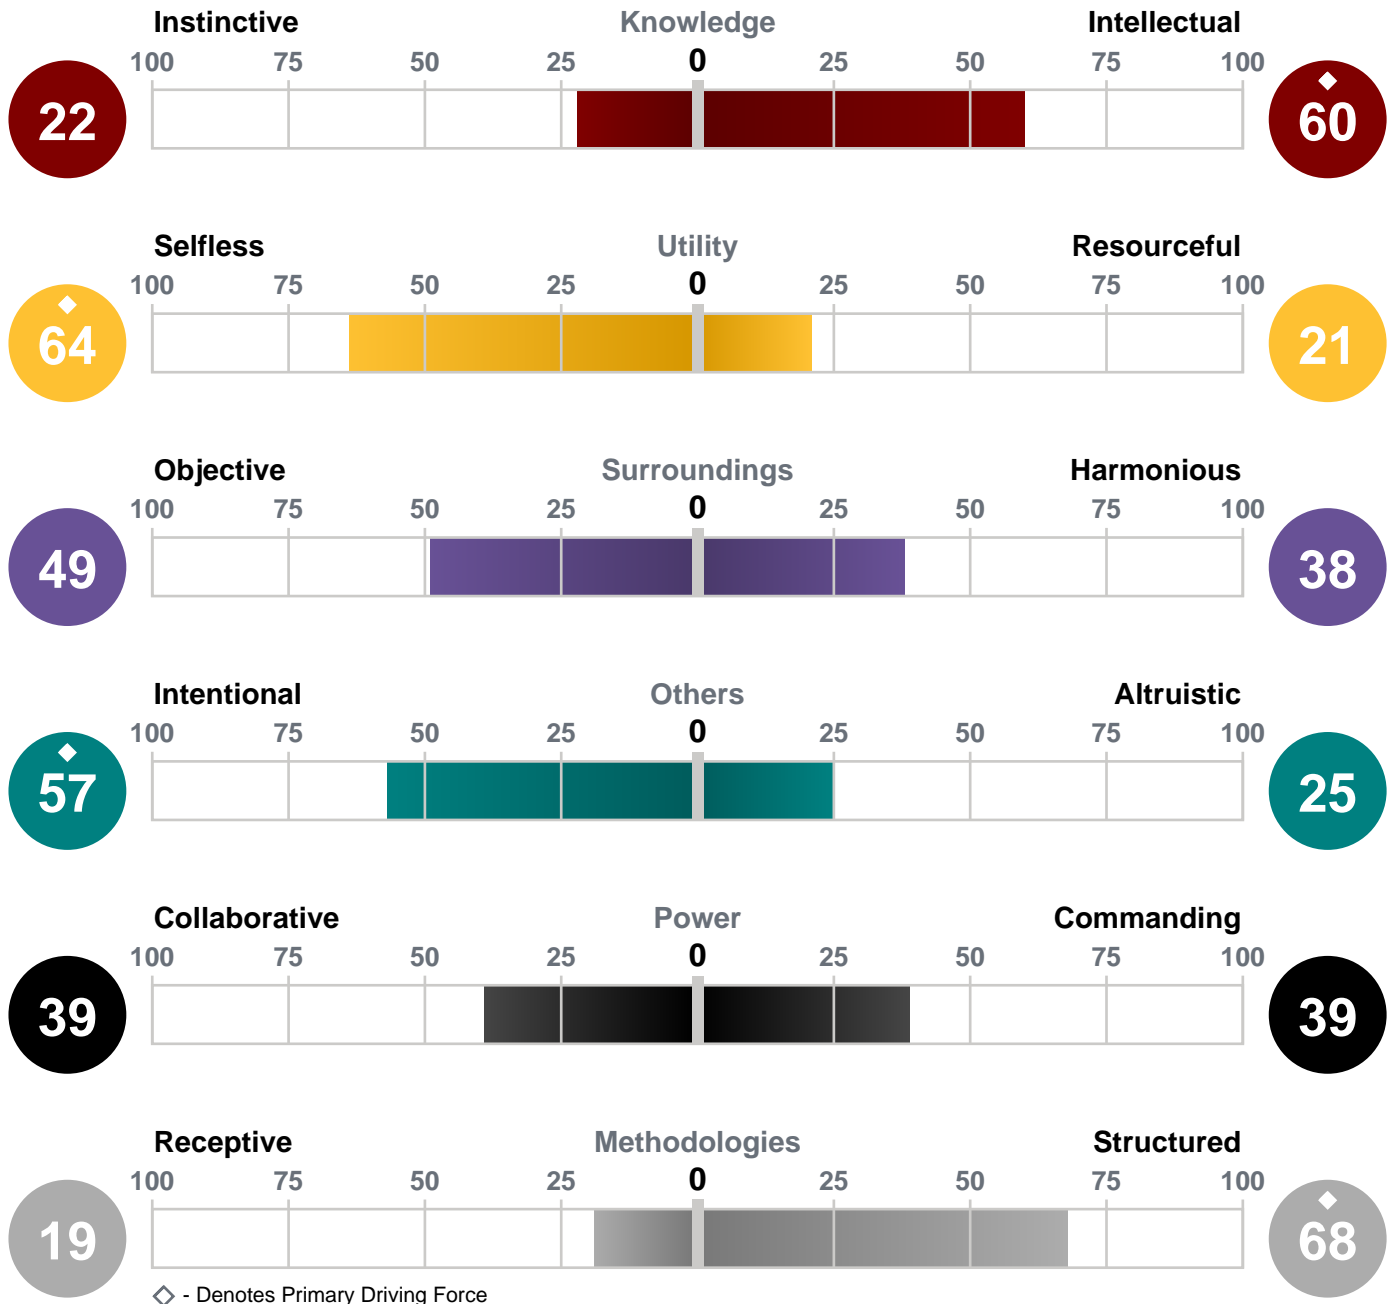 Instinctive Knowledge Intellectual
100 75 50 25 0 25 50 75 100
22 60
Selfless Utility Resourceful
100 75 50 25 0 25 50 75 100
64 21
Objective Surroundings Harmonious
100 75 50 25 0 25 50 75 100
49 38
Intentional Others Altruistic
100 75 50 25 0 25 50 75 100
57 25
Collaborative Power Commanding
100 75 50 25 0 25 50 75 100
39 39
Receptive Methodologies Structured
100 75 50 25 0 25 50 75 100
19 68
- Denotes Primary Driving Force